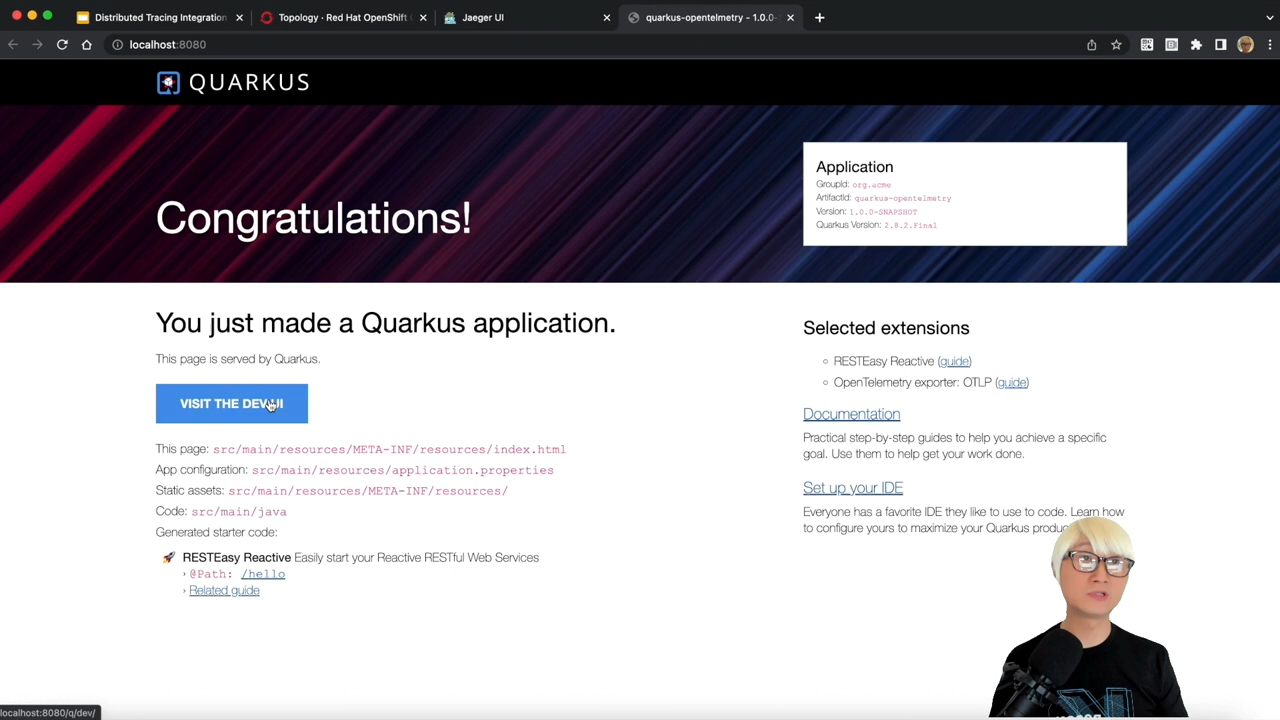 Distributed Tracing Integration
Topology · Red Hat OpenShift
Jaeger UI
quarkus-opentelmetry - 1.0.0-
localhost:8080
QUARKUS
Congratulations!
Application
GroupId: org.acme
ArtifactId: quarkus-opentelmetry
Version: 1.0.0-SNAPSHOT
Quarkus Version: 2.8.2.Final
You just made a Quarkus application.
This page is served by Quarkus.
VISIT THE DEV
This page: src/main/resources/META-INF/resources/index.html
App configuration: src/main/resources/application.properties
Static assets: src/main/resources/META-INF/resources/
Code: src/main/java
Generated starter code:
RESTEasy Reactive Easily start your Reactive RESTful Web Services
› @Path: /hello
› Related guide
Selected extensions
RESTEasy Reactive (guide)
OpenTelemetry exporter: OTLP (guide)
Documentation
Practical step-by-step guides to help you achieve a specific
goal. Use them to help get your work done.
Set up your IDE
Everyone has a favorite IDE they like to use to code. Learn how
to configure yours to maximize your Quarkus
localhost:8080/q/dev/